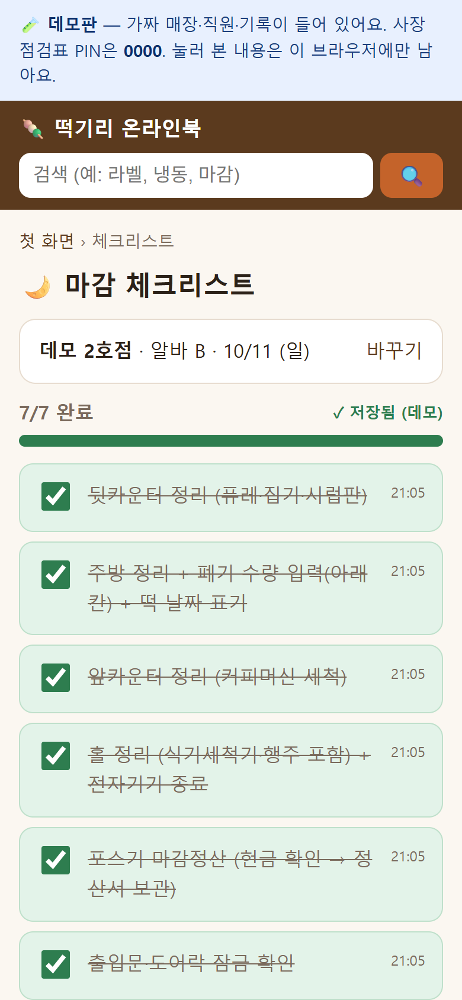 데모판 — 가짜 매장·직원·기록이 들어 있어요. 사장
점검표 PIN은 0000. 눌러 본 내용은 이 브라우저에만 남
아요.
떡기리 온라인북
검색 (예: 라벨, 냉동, 마감)
첫 화면 › 체크리스트
마감 체크리스트
데모 2호점 · 알바 B · 10/11 (일) 바꾸기
7/7 완료 ✓ 저장됨 (데모)
뒷카운터 정리 (퓨레·집기·시럽판) 21:05
주방 정리 + 폐기 수량 입력(아래 21:05
칸) + 떡 날짜 표기
앞카운터 정리 (커피머신 세척) 21:05
홀 정리 (식기세척기·행주 포함) + 21:05
전자기기 종료
포스기 마감정산 (현금 확인 → 정 21:05
산서 보관)
출입문·도어락 잠금 확인 21:05